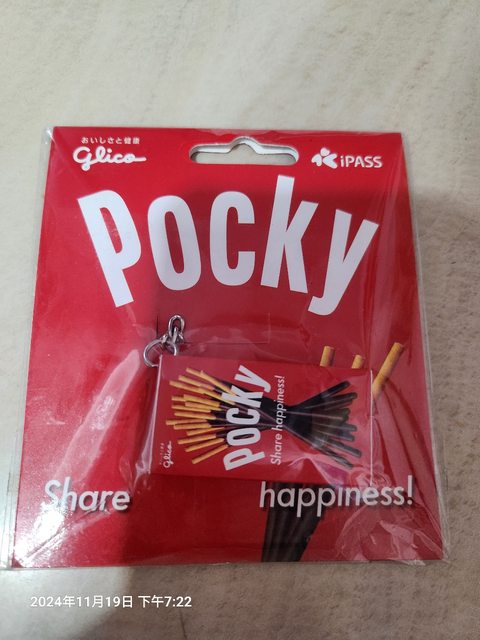 おいしさと健康
glico
iPASS
Pocky
glico
Pocky
Share happiness!
Share happiness!
2024年11月19日 下午7:22